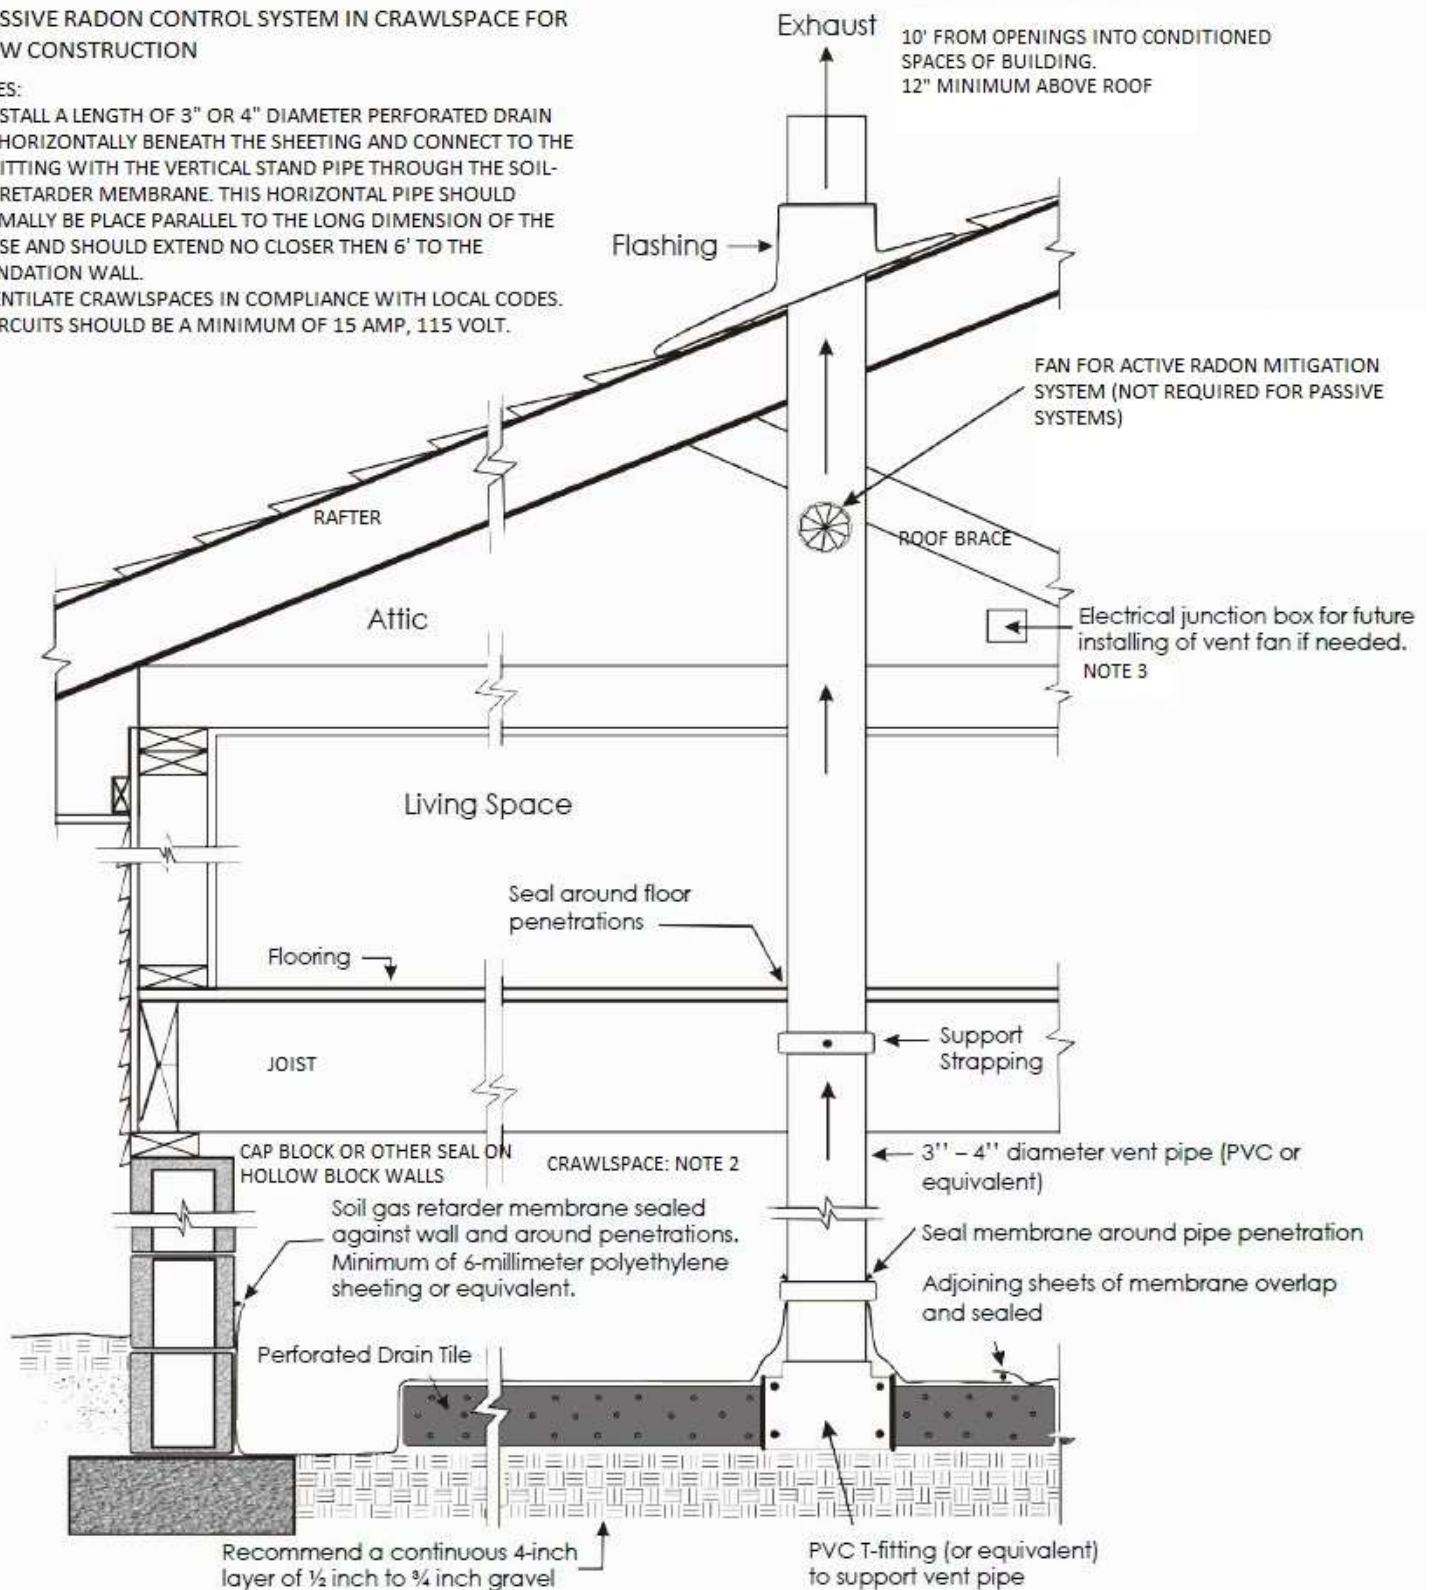 SSIVE RADON CONTROL SYSTEM IN CRAWLSPACE FOR
W CONSTRUCTION
ES:
STALL A LENGTH OF 3" OR 4" DIAMETER PERFORATED DRAIN
HORIZONTALLY BENEATH THE SHEETING AND CONNECT TO THE
ITTING WITH THE VERTICAL STAND PIPE THROUGH THE SOIL-
RETARDER MEMBRANE. THIS HORIZONTAL PIPE SHOULD
MALLY BE PLACE PARALLEL TO THE LONG DIMENSION OF THE
SE AND SHOULD EXTEND NO CLOSER THEN 6' TO THE
NDATION WALL.
ENTILATE CRAWLSPACES IN COMPLIANCE WITH LOCAL CODES.
RCUITS SHOULD BE A MINIMUM OF 15 AMP, 115 VOLT.
Exhaust
10' FROM OPENINGS INTO CONDITIONED
SPACES OF BUILDING.
12" MINIMUM ABOVE ROOF
Flashing
FAN FOR ACTIVE RADON MITIGATION
SYSTEM (NOT REQUIRED FOR PASSIVE
SYSTEMS)
RAFTER
ROOF BRACE
Attic
Electrical junction box for future
installing of vent fan if needed.
NOTE 3
Living Space
Seal around floor
penetrations
Flooring
Support
Strapping
JOIST
CAP BLOCK OR OTHER SEAL ON
HOLLOW BLOCK WALLS
CRAWLSPACE: NOTE 2
3'' – 4'' diameter vent pipe (PVC or
equivalent)
Soil gas retarder membrane sealed
against wall and around penetrations.
Minimum of 6-millimeter polyethylene
sheeting or equivalent.
Seal membrane around pipe penetration
Adjoining sheets of membrane overlap
and sealed
Perforated Drain Tile
Recommend a continuous 4-inch
layer of ½ inch to ¾ inch gravel
PVC T-fitting (or equivalent)
to support vent pipe